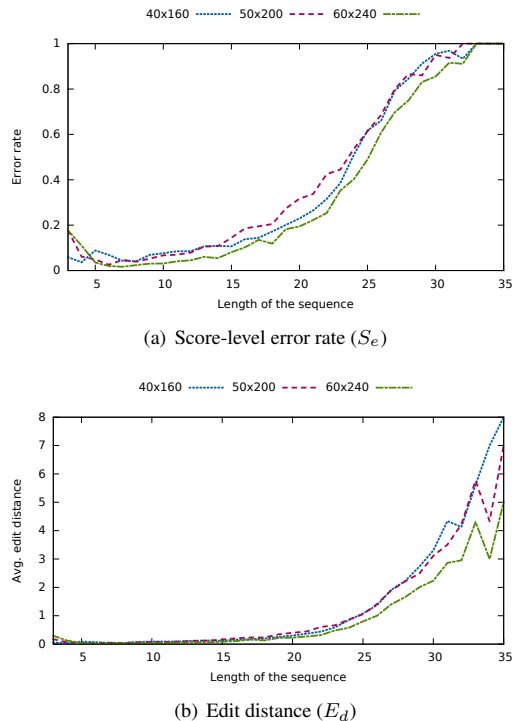 40x160 50x200 60x240
1
0.8
0.6
0.4
0.2
0
Error rate
5 10 15 20 25 30 35
Length of the sequence
(a) Score-level error rate (S_e)
40x160 50x200 60x240
8
7
6
5
4
3
2
1
0
Avg. edit distance
5 10 15 20 25 30 35
Length of the sequence
(b) Edit distance (E_d)